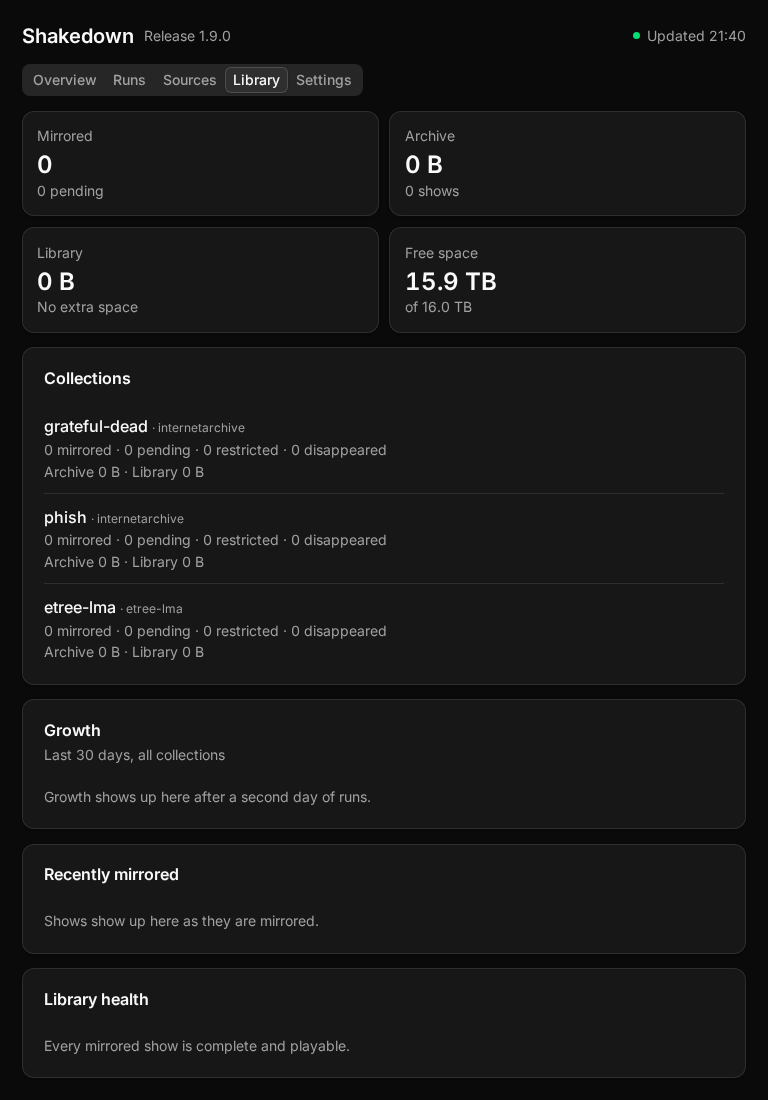 Shakedown Release 1.9.0 Updated 21:40
Overview Runs Sources Library Settings
Mirrored
0
0 pending
Archive
0 B
0 shows
Library
0 B
No extra space
Free space
15.9 TB
of 16.0 TB
Collections
grateful-dead · internetarchive
0 mirrored · 0 pending · 0 restricted · 0 disappeared
Archive 0 B · Library 0 B
phish · internetarchive
0 mirrored · 0 pending · 0 restricted · 0 disappeared
Archive 0 B · Library 0 B
etree-lma · etree-lma
0 mirrored · 0 pending · 0 restricted · 0 disappeared
Archive 0 B · Library 0 B
Growth
Last 30 days, all collections
Growth shows up here after a second day of runs.
Recently mirrored
Shows show up here as they are mirrored.
Library health
Every mirrored show is complete and playable.